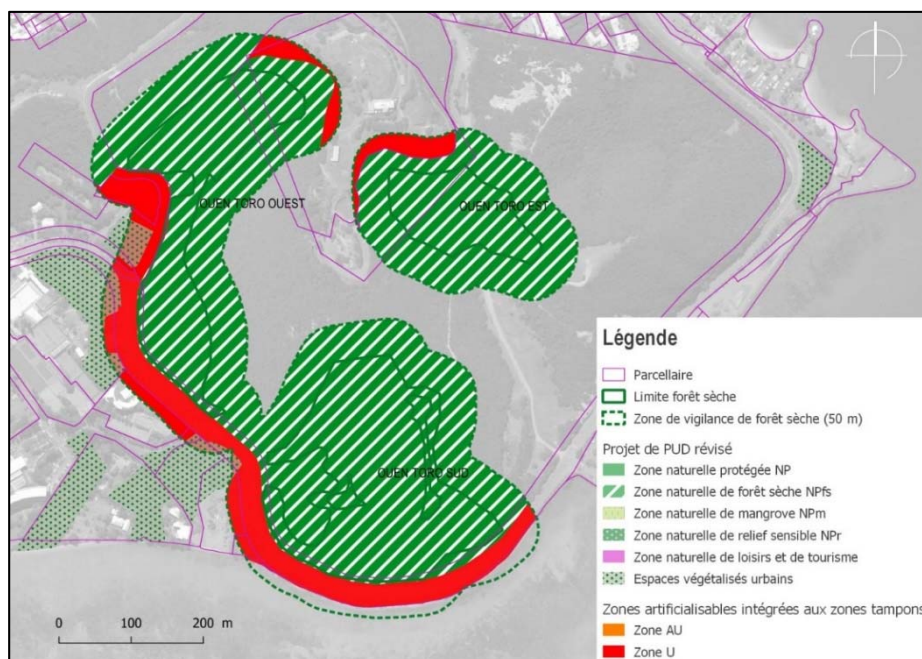 OUEN TORO OUEST
OUEN TORO EST
OUEN TORO SUD
0 100 200 m
Légende
Parcellaire
Limite forêt sèche
Zone de vigilance de forêt sèche (50 m)
Projet de PUD révisé
Zone naturelle protégée NP
Zone naturelle de forêt sèche NPfs
Zone naturelle de mangrove NPm
Zone naturelle de relief sensible NPr
Zone naturelle de loisirs et de tourisme
Espaces végétalisés urbains
Zones artificialisables intégrées aux zones tampons
Zone AU
Zone U